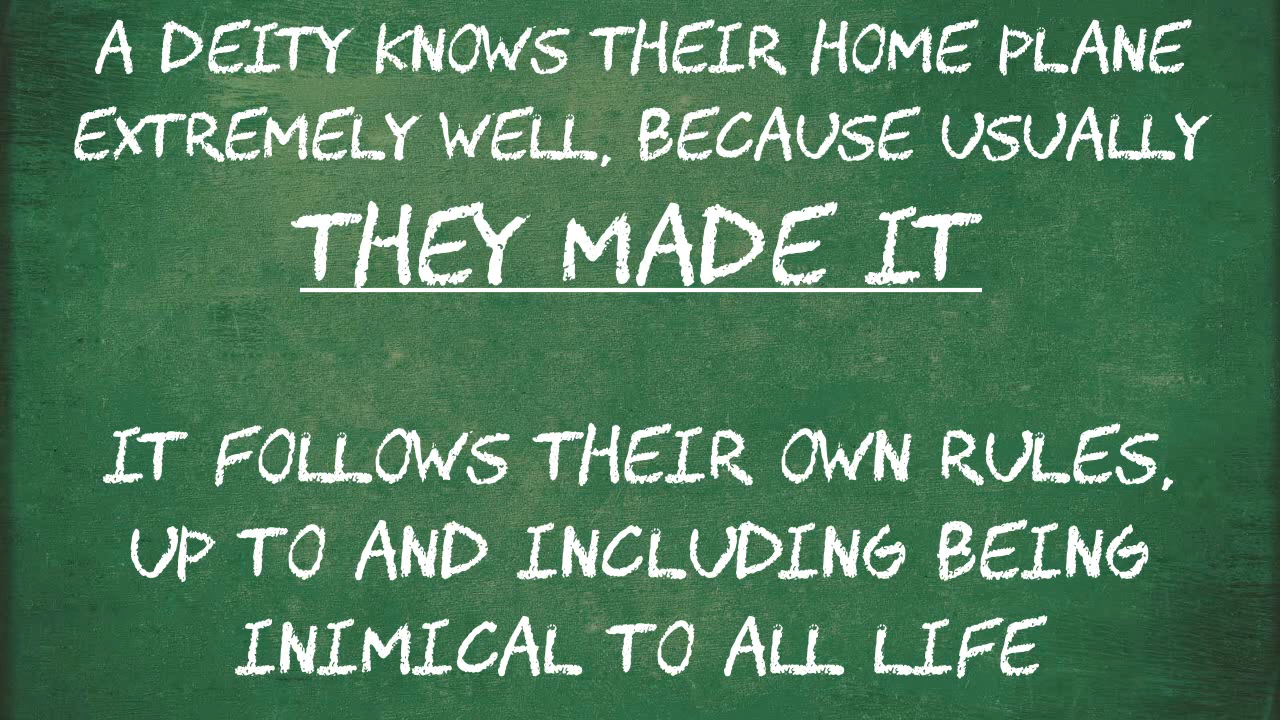 A DEITY KNOWS THEIR HOME PLANE
EXTREMELY WELL, BECAUSE USUALLY
THEY MADE IT
IT FOLLOWS THEIR OWN RULES,
UP TO AND INCLUDING BEING
INIMICAL TO ALL LIFE